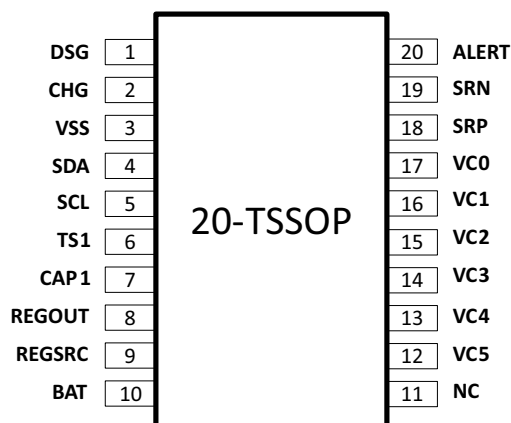 DSG 1 20 ALERT
CHG 2 19 SRN
VSS 3 18 SRP
SDA 4 17 VC0
SCL 5 16 VC1
20-TSSOP
TS1 6 15 VC2
CAP1 7 14 VC3
REGOUT 8 13 VC4
REGSRC 9 12 VC5
BAT 10 11 NC